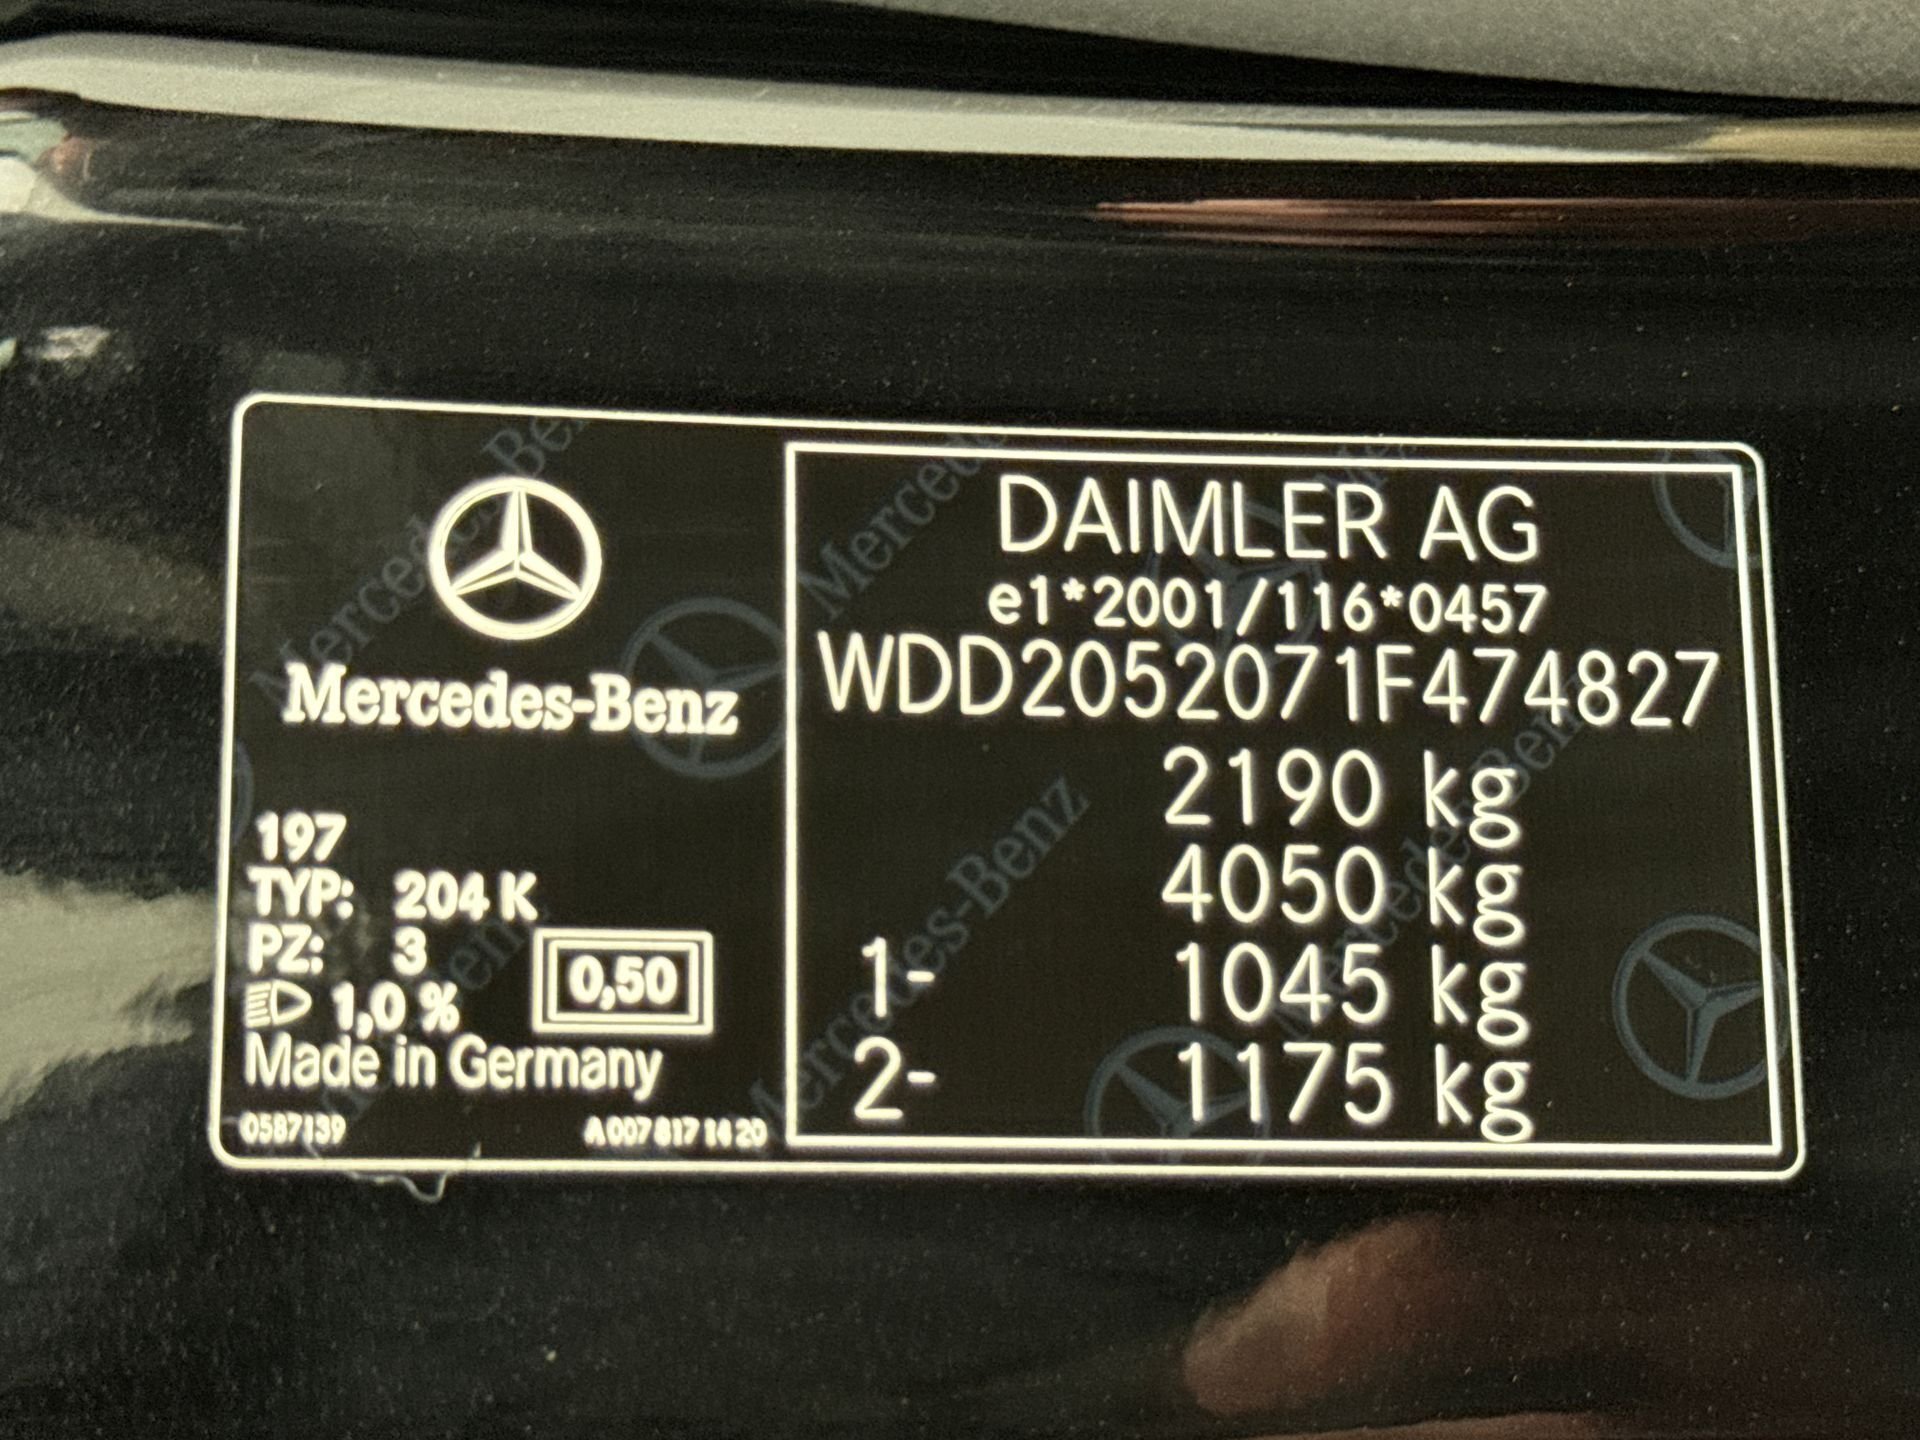 Mercedes-Benz
197
TYP: 204 K
PZ: 3
1,0 %
0,50
Made in Germany
0587139
A 007 817 14 20
DAIMLER AG
e1*2001/116*0457
WDD2052071F474827
2190 kg
4050 kg
1- 1045 kg
2- 1175 kg